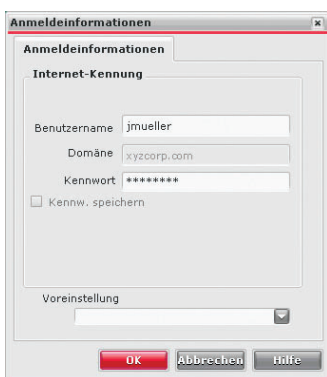 Anmeldeinformationen
Anmeldeinformationen
Internet-Kennung
Benutzername jmueller
Domäne xyzcorp.com
Kennwort ********
Kennw. speichern
Voreinstellung
OK Abbrechen Hilfe